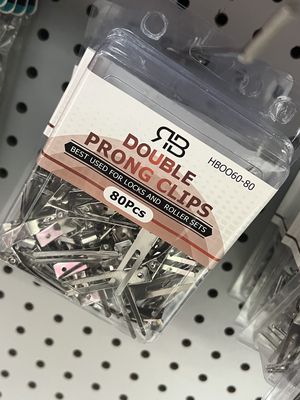 RB
DOUBLE
PRONG CLIPS
BEST USED FOR LOCKS AND ROLLER SETS
80Pcs
HBOO60-80